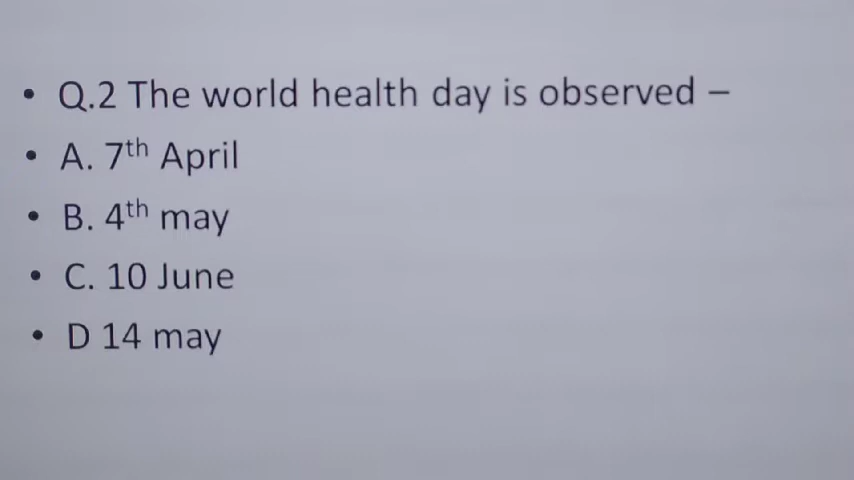 • Q.2 The world health day is observed –
• A. 7th April
• B. 4th may
• C. 10 June
• D 14 may